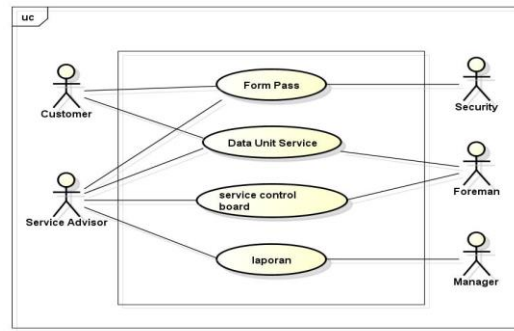 uc
Form Pass
Customer
Security
Data Unit Service
Foreman
service control
board
Service Advisor
laporan
Manager